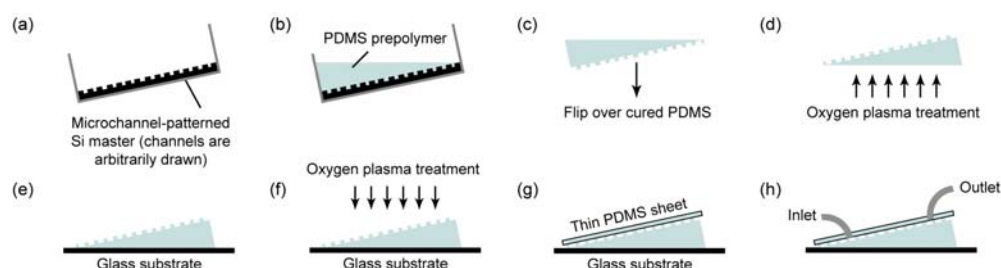 (a)
Microchannel-patterned
Si master (channels are
arbitrarily drawn)
(b)
PDMS prepolymer
(c)
Flip over cured PDMS
(d)
Oxygen plasma treatment
(e)
Glass substrate
(f)
Oxygen plasma treatment
Glass substrate
(g)
Thin PDMS sheet
Glass substrate
(h)
Inlet
Outlet